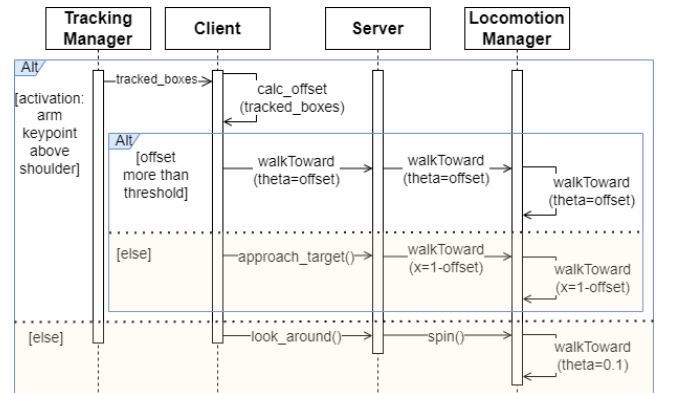 Tracking
Manager
Client
Server
Locomotion
Manager
Alt
[activation:
arm
keypoint
above
shoulder]
tracked_boxes
calc_offset
(tracked_boxes)
Alt
[offset
more than
threshold]
walkToward
(theta=offset)
walkToward
(theta=offset)
walkToward
(theta=offset)
[else]
approach_target()
walkToward
(x=1-offset)
walkToward
(x=1-offset)
[else]
look_around()
spin()
walkToward
(theta=0.1)